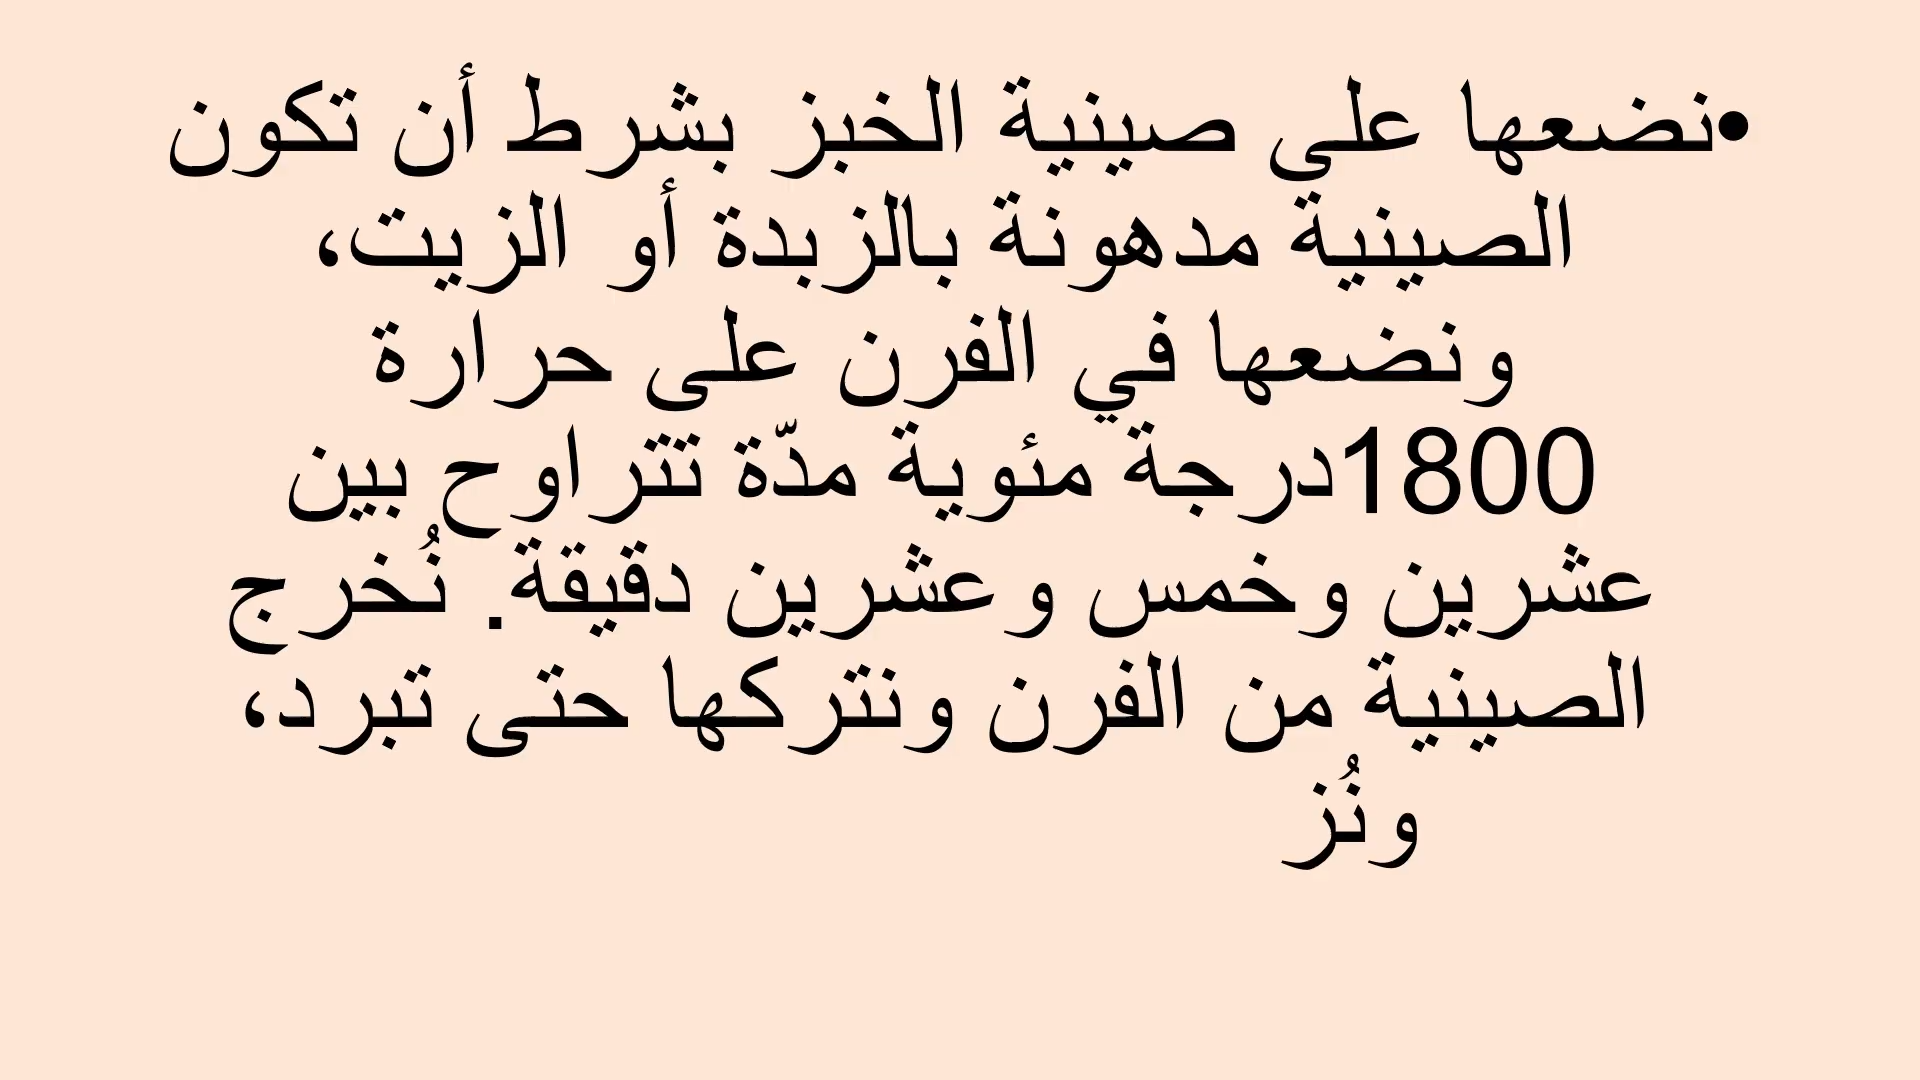 •نضعها على صينية الخبز بشرط أن تكون
الصينية مدهونة بالزبدة أو الزيت،
ونضعها في الفرن على حرارة
1800درجة مئوية مدّة تتراوح بين
عشرين وخمس وعشرين دقيقة. نُخرج
الصينية من الفرن ونتركها حتى تبرد،
ونُز